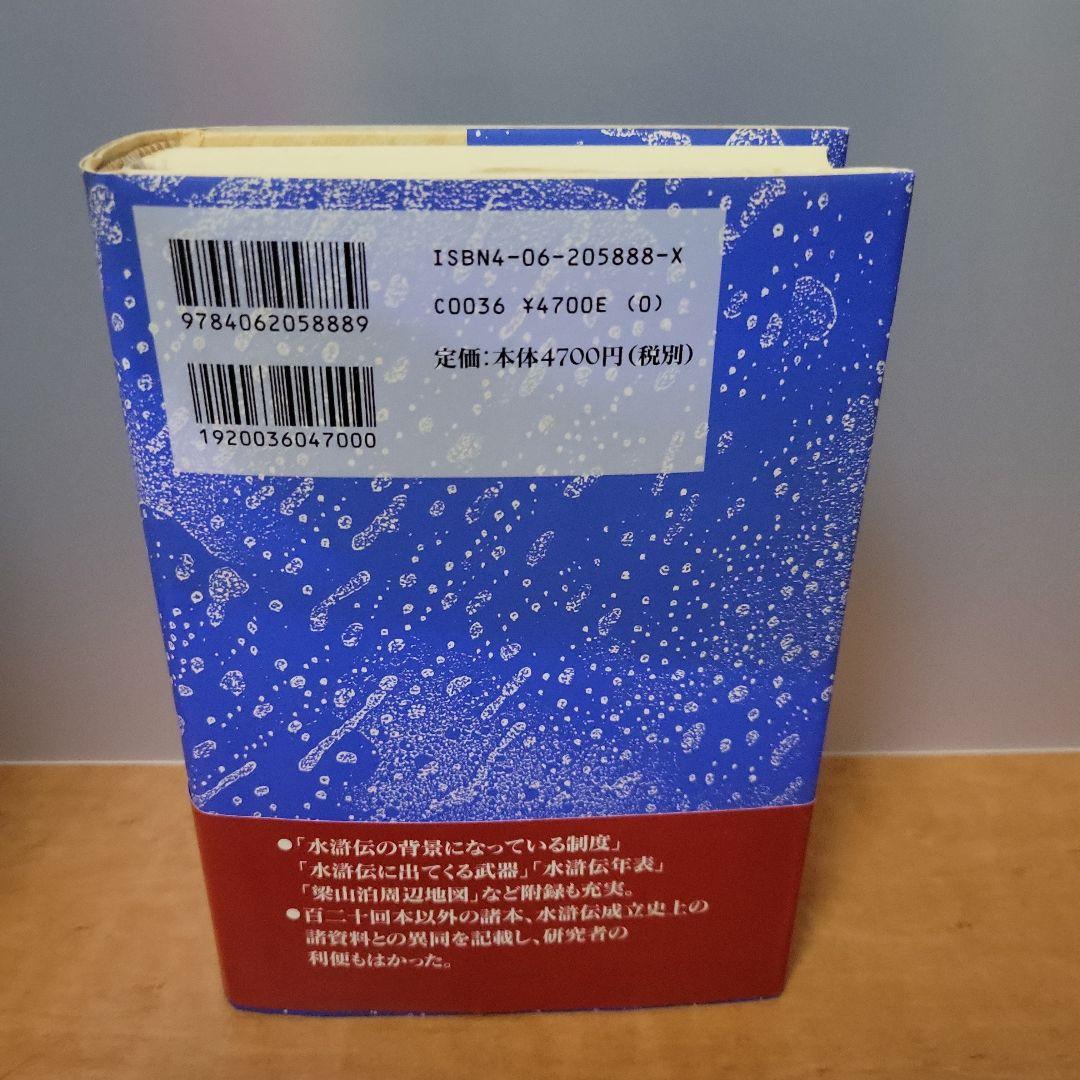 ISBN4-06-205888-X
9784062058889
C0036 ¥4700E (0)
定価：本体4700円（税別）
1920036047000
●「水滸伝の背景になっている制度」
「水滸伝に出てくる武器」「水滸伝年表」
「梁山泊周辺地図」など附録も充実。
●百二十回本以外の諸本、水滸伝成立史上の
諸資料との異同を記載し、研究者の
利便もはかった。